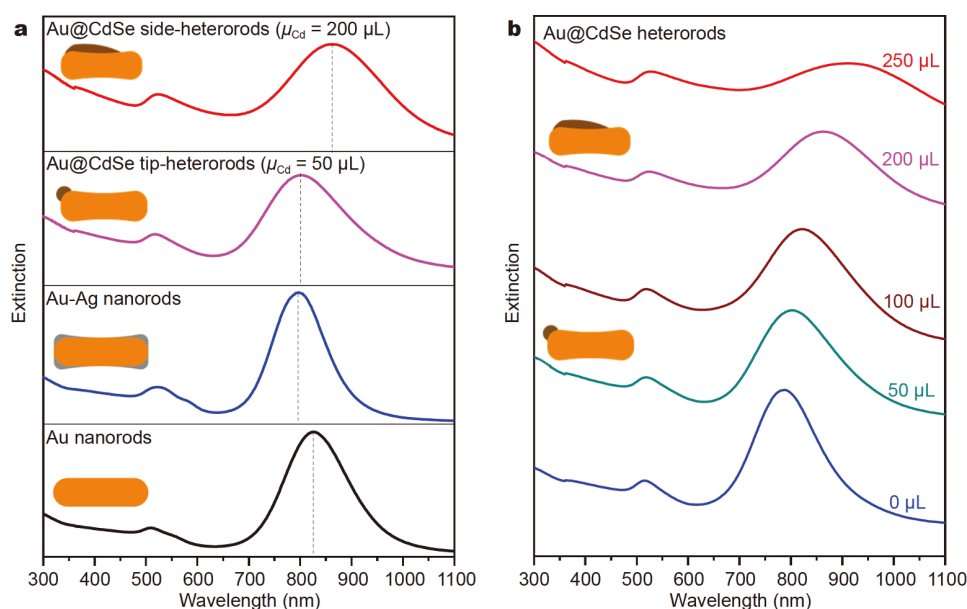 a
Au@CdSe side-heterorods (μCd = 200 μL)
Au@CdSe tip-heterorods (μCd = 50 μL)
Au-Ag nanorods
Au nanorods
Extinction
300 400 500 600 700 800 900 1000 1100
Wavelength (nm)
b
Au@CdSe heterorods
250 μL
200 μL
100 μL
50 μL
0 μL
Extinction
300 400 500 600 700 800 900 1000 1100
Wavelength (nm)